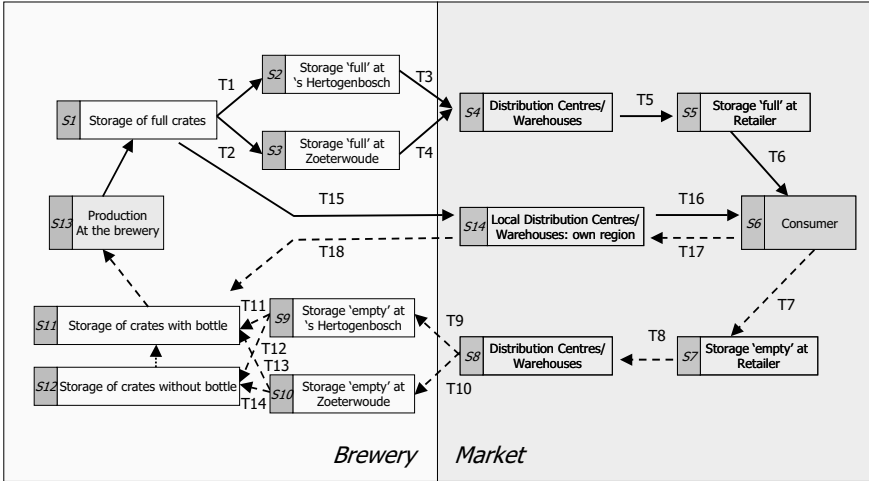 S1
Storage of full crates
T1
T2
S2
Storage ‘full’ at
‘s Hertogenbosch
S3
Storage ‘full’ at
Zoeterwoude
T3
T4
S4
Distribution Centres/
Warehouses
T5
S5
Storage ‘full’ at
Retailer
T6
S13
Production
At the brewery
T15
S14
Local Distribution Centres/
Warehouses: own region
T16
T17
S6
Consumer
T18
T7
S11
Storage of crates with bottle
T11
T12
T13
T14
S9
Storage ‘empty’ at
‘s Hertogenbosch
T9
T10
S8
Distribution Centres/
Warehouses
T8
S7
Storage ‘empty’ at
Retailer
S12
Storage of crates without bottle
S10
Storage ‘empty’ at
Zoeterwoude
Brewery
Market